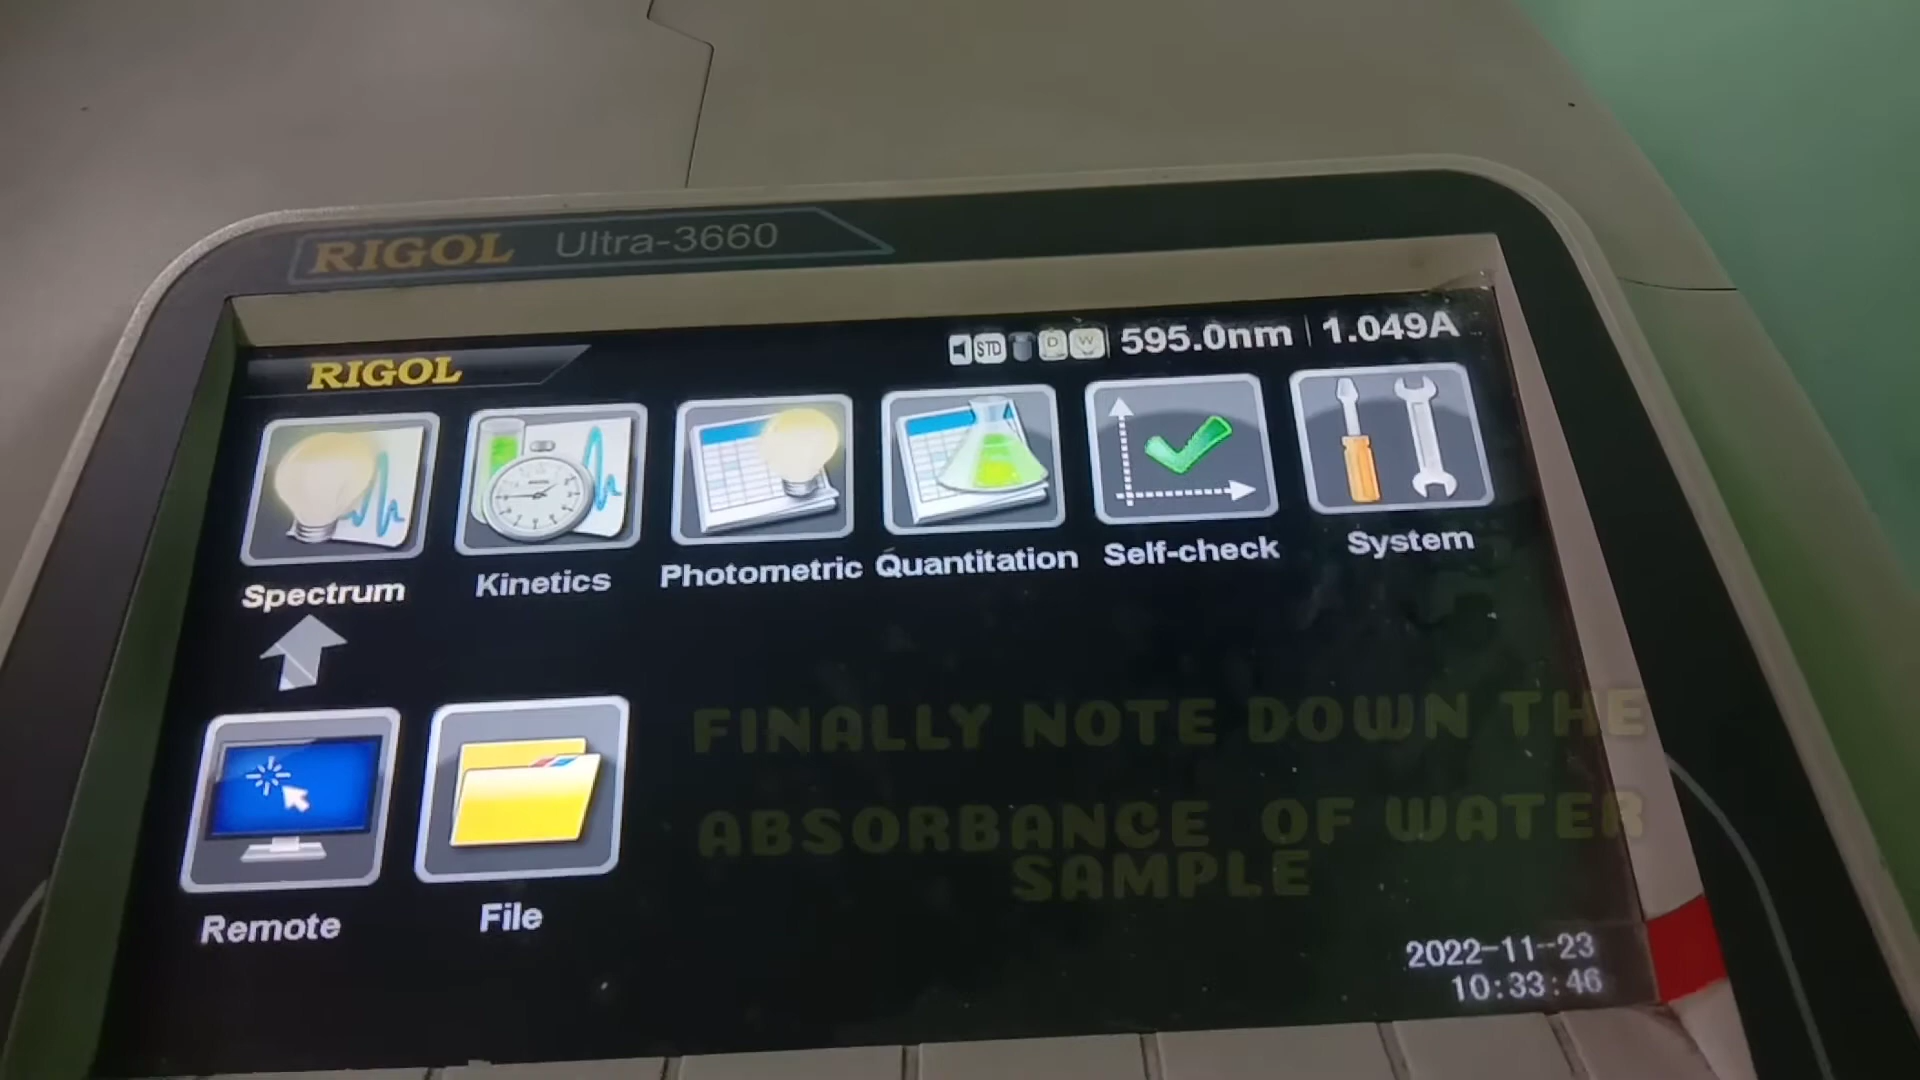 RIGOL Ultra-3660
STD D W 595.0nm 1.049A
RIGOL
Spectrum Kinetics Photometric Quantitation Self-check System
Remote File
FINALLY NOTE DOWN THE
ABSORBANCE OF WATER
SAMPLE
2022-11-23
10:33:46